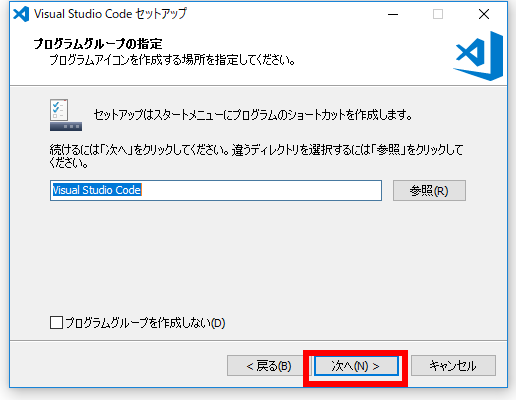 Visual Studio Code セットアップ
プログラムグループの指定
プログラムアイコンを作成する場所を指定してください。
セットアップはスタートメニューにプログラムのショートカットを作成します。
続けるには「次へ」をクリックしてください。違うディレクトリを選択するには「参照」をクリックして
ください。
Visual Studio Code
参照(R)
プログラムグループを作成しない(D)
< 戻る(B)
次へ(N) >
キャンセル